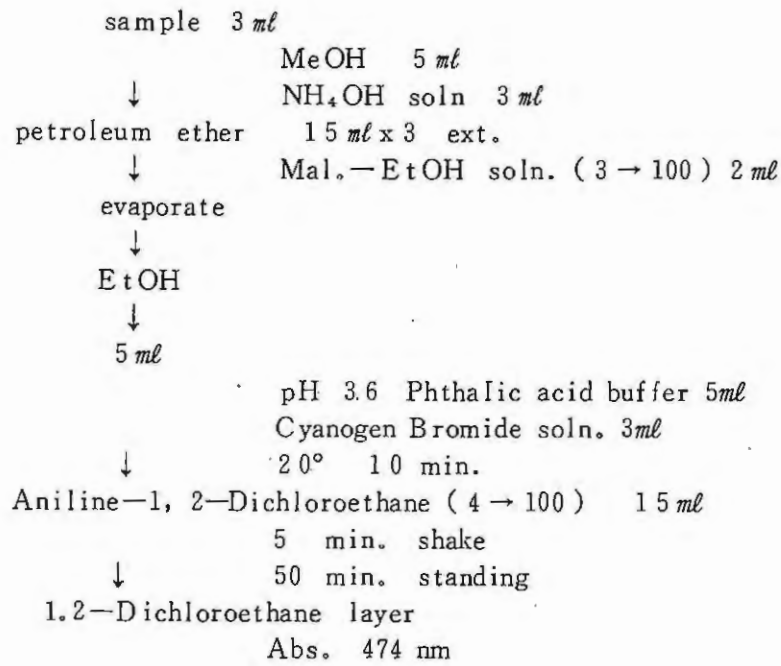 sample 3 mℓ
MeOH 5 mℓ
↓ NH₄OH soln 3 mℓ
petroleum ether 15 mℓ x 3 ext。
↓ Mal。—EtOH soln. ( 3 → 100 ) 2 mℓ
evaporate
↓
EtOH
↓
5 mℓ
pH 3.6 Phthalic acid buffer 5mℓ
Cyanogen Bromide soln。 3mℓ
↓ 20° 10 min.
Aniline—1, 2—Dichloroethane ( 4 → 100 ) 15 mℓ
5 min。 shake
↓ 50 min。 standing
1.2—Dichloroethane layer
Abs。 474 nm